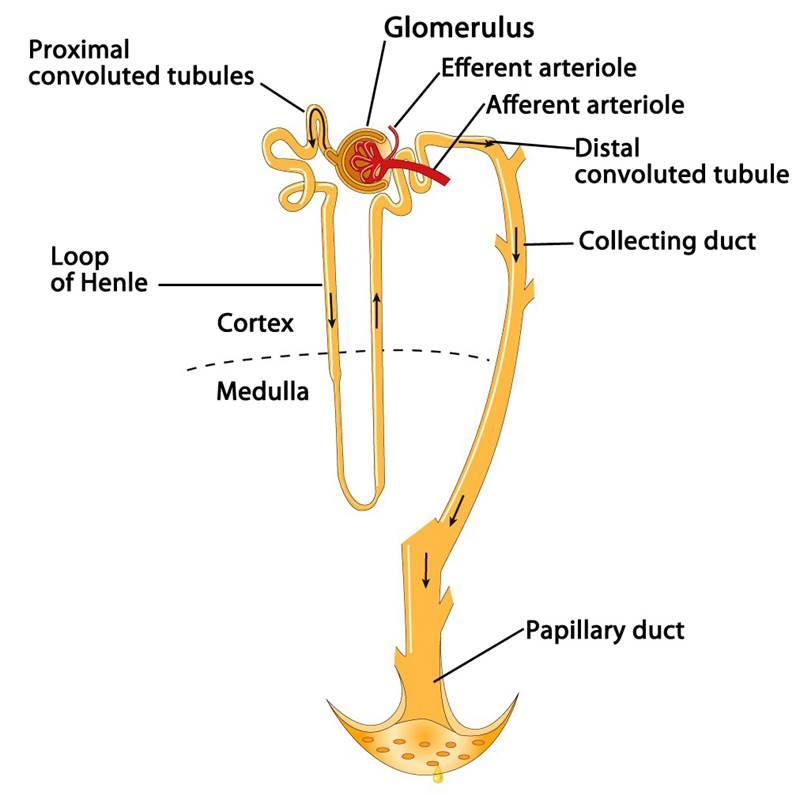 Glomerulus
Proximal
convoluted tubules
Efferent arteriole
Afferent arteriole
Distal
convoluted tubule
Collecting duct
Loop
of Henle
Cortex
Medulla
Papillary duct